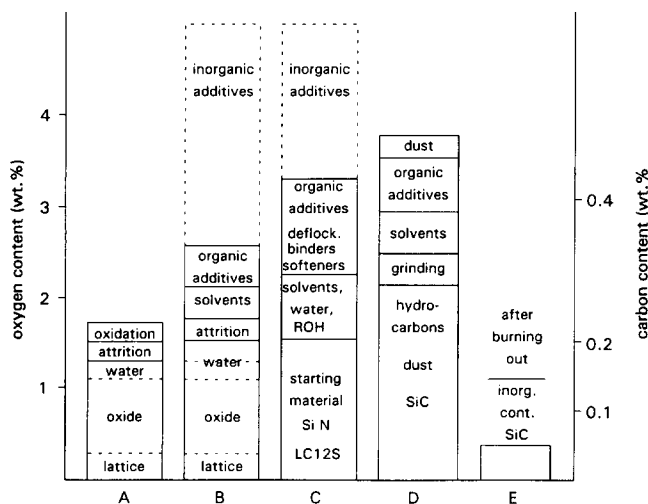 oxygen content (wt.%)
4
3
2
1
oxidation
attrition
water
oxide
lattice
A
inorganic
additives
organic
additives
solvents
attrition
water
oxide
lattice
B
inorganic
additives
organic
additives
deflock.
binders
softeners
solvents,
water,
ROH
starting
material
Si N
LC12S
C
dust
organic
additives
solvents
grinding
hydro-
carbons
dust
SiC
D
after
burning
out
inorg.
cont.
SiC
E
0.4
0.2
0.1
carbon content (wt.%